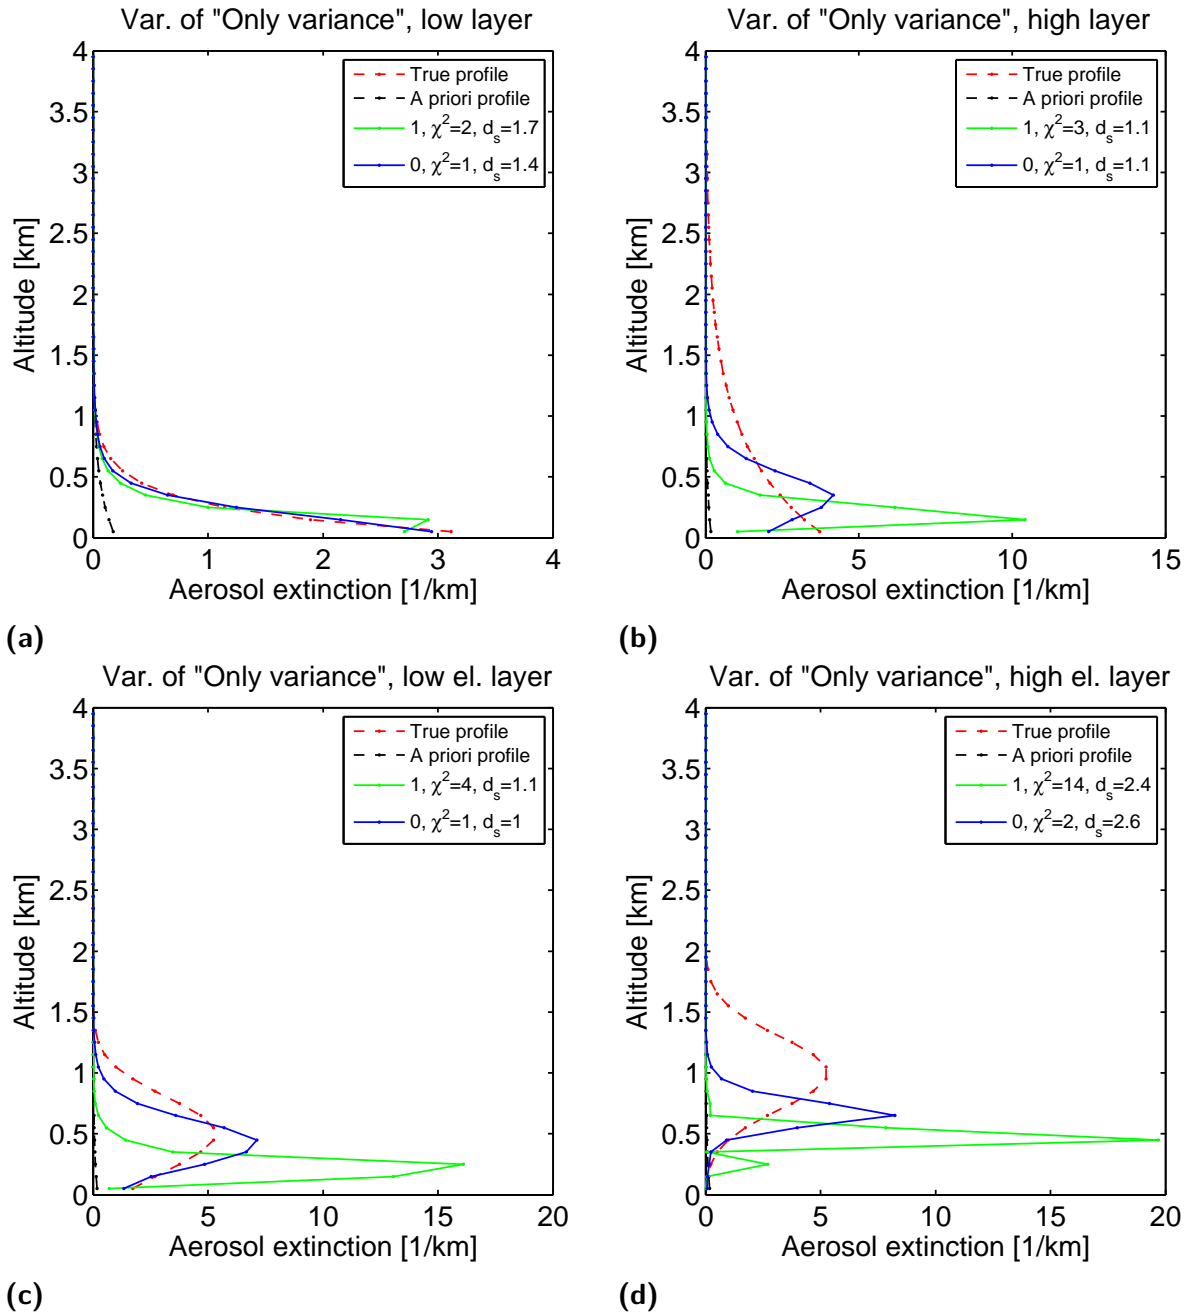 Var. of "Only variance", low layer
4
3.5
3
2.5
2
1.5
1
0.5
0
Altitude [km]
True profile
A priori profile
1, χ²=2, dₛ=1.7
0, χ²=1, dₛ=1.4
0 1 2 3 4
Aerosol extinction [1/km]
(a)
Var. of "Only variance", high layer
4
3.5
3
2.5
2
1.5
1
0.5
0
Altitude [km]
True profile
A priori profile
1, χ²=3, dₛ=1.1
0, χ²=1, dₛ=1.1
0 5 10 15
Aerosol extinction [1/km]
(b)
Var. of "Only variance", low el. layer
4
3.5
3
2.5
2
1.5
1
0.5
0
Altitude [km]
True profile
A priori profile
1, χ²=4, dₛ=1.1
0, χ²=1, dₛ=1
0 5 10 15 20
Aerosol extinction [1/km]
(c)
Var. of "Only variance", high el. layer
4
3.5
3
2.5
2
1.5
1
0.5
0
Altitude [km]
True profile
A priori profile
1, χ²=14, dₛ=2.4
0, χ²=2, dₛ=2.6
0 5 10 15 20
Aerosol extinction [1/km]
(d)